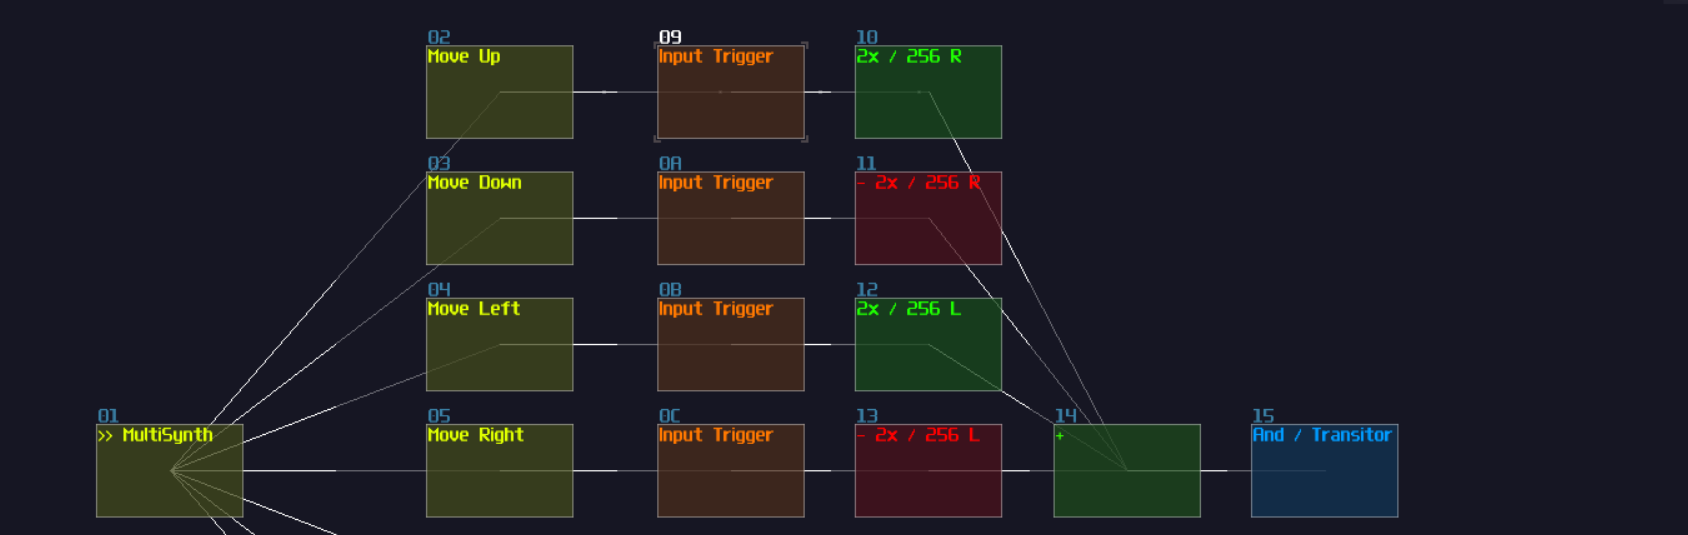 02
Move Up
09
Input Trigger
10
2x / 256 R
03
Move Down
0A
Input Trigger
11
- 2x / 256 R
04
Move Left
0B
Input Trigger
12
2x / 256 L
01
>> MultiSynth
05
Move Right
0C
Input Trigger
13
- 2x / 256 L
14
+
15
And / Transitor